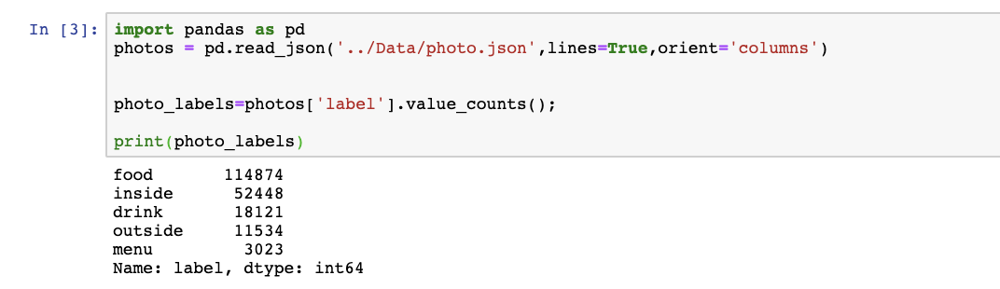 In [3]: import pandas as pd
photos = pd.read_json('../Data/photo.json',lines=True,orient='columns')
photo_labels=photos['label'].value_counts();
print(photo_labels)
food 114874
inside 52448
drink 18121
outside 11534
menu 3023
Name: label, dtype: int64